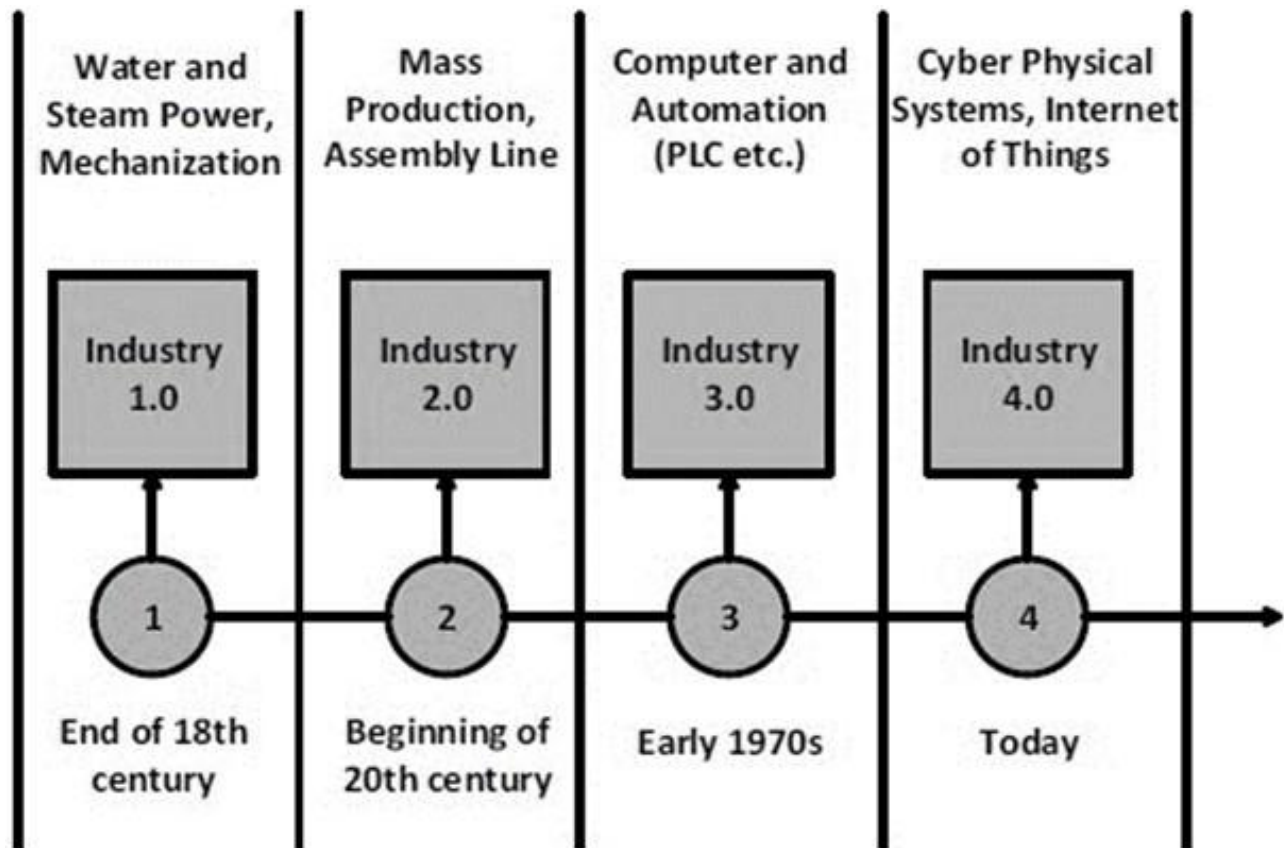 Water and
Steam Power,
Mechanization
Mass
Production,
Assembly Line
Computer and
Automation
(PLC etc.)
Cyber Physical
Systems, Internet
of Things
Industry
1.0
Industry
2.0
Industry
3.0
Industry
4.0
1
2
3
4
End of 18th
century
Beginning of
20th century
Early 1970s
Today